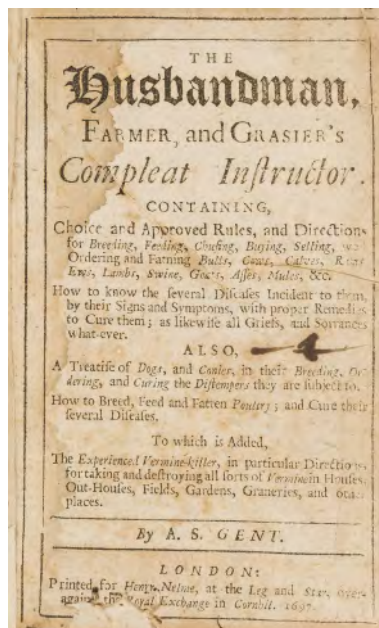 THE
Husbandman,
FARMER, and GRASIER'S
Compleat Inſtructor.
CONTAINING,
Choice and Approved Rules, and Directions
for Breeding, Feeding, Chuſing, Buying, Selling,
Ordering and Fatning Bulls, Cows, Calves, Rams
Ews, Lambs, Swine, Goats, Aſſes, Mules, &c.
How to know the ſeveral Diſeaſes Incident to them,
by their Signs and Symptoms, with proper Remedies
to Cure them; as likewiſe all Griefs, and Sorrances
what-ever.
ALSO,
A Treatiſe of Dogs, and Conies, in their Breeding, Or-
dering, and Curing the Diſtempers they are ſubject to.
How to Breed, Feed and Fatten Poultry; and Cure their
ſeveral Diſeaſes.
To which is Added,
The Experienced Vermine-killer, in particular Directions,
for taking and deſtroying all ſorts of Vermine in Houſes,
Out-Houſes, Fields, Gardens, Graneries, and other
places.
By A. S. GENT.
LONDON:
Printed for Henry Nelme, at the Leg and Star, over-
againſt the Royal Exchange in Cornhil. 1697.